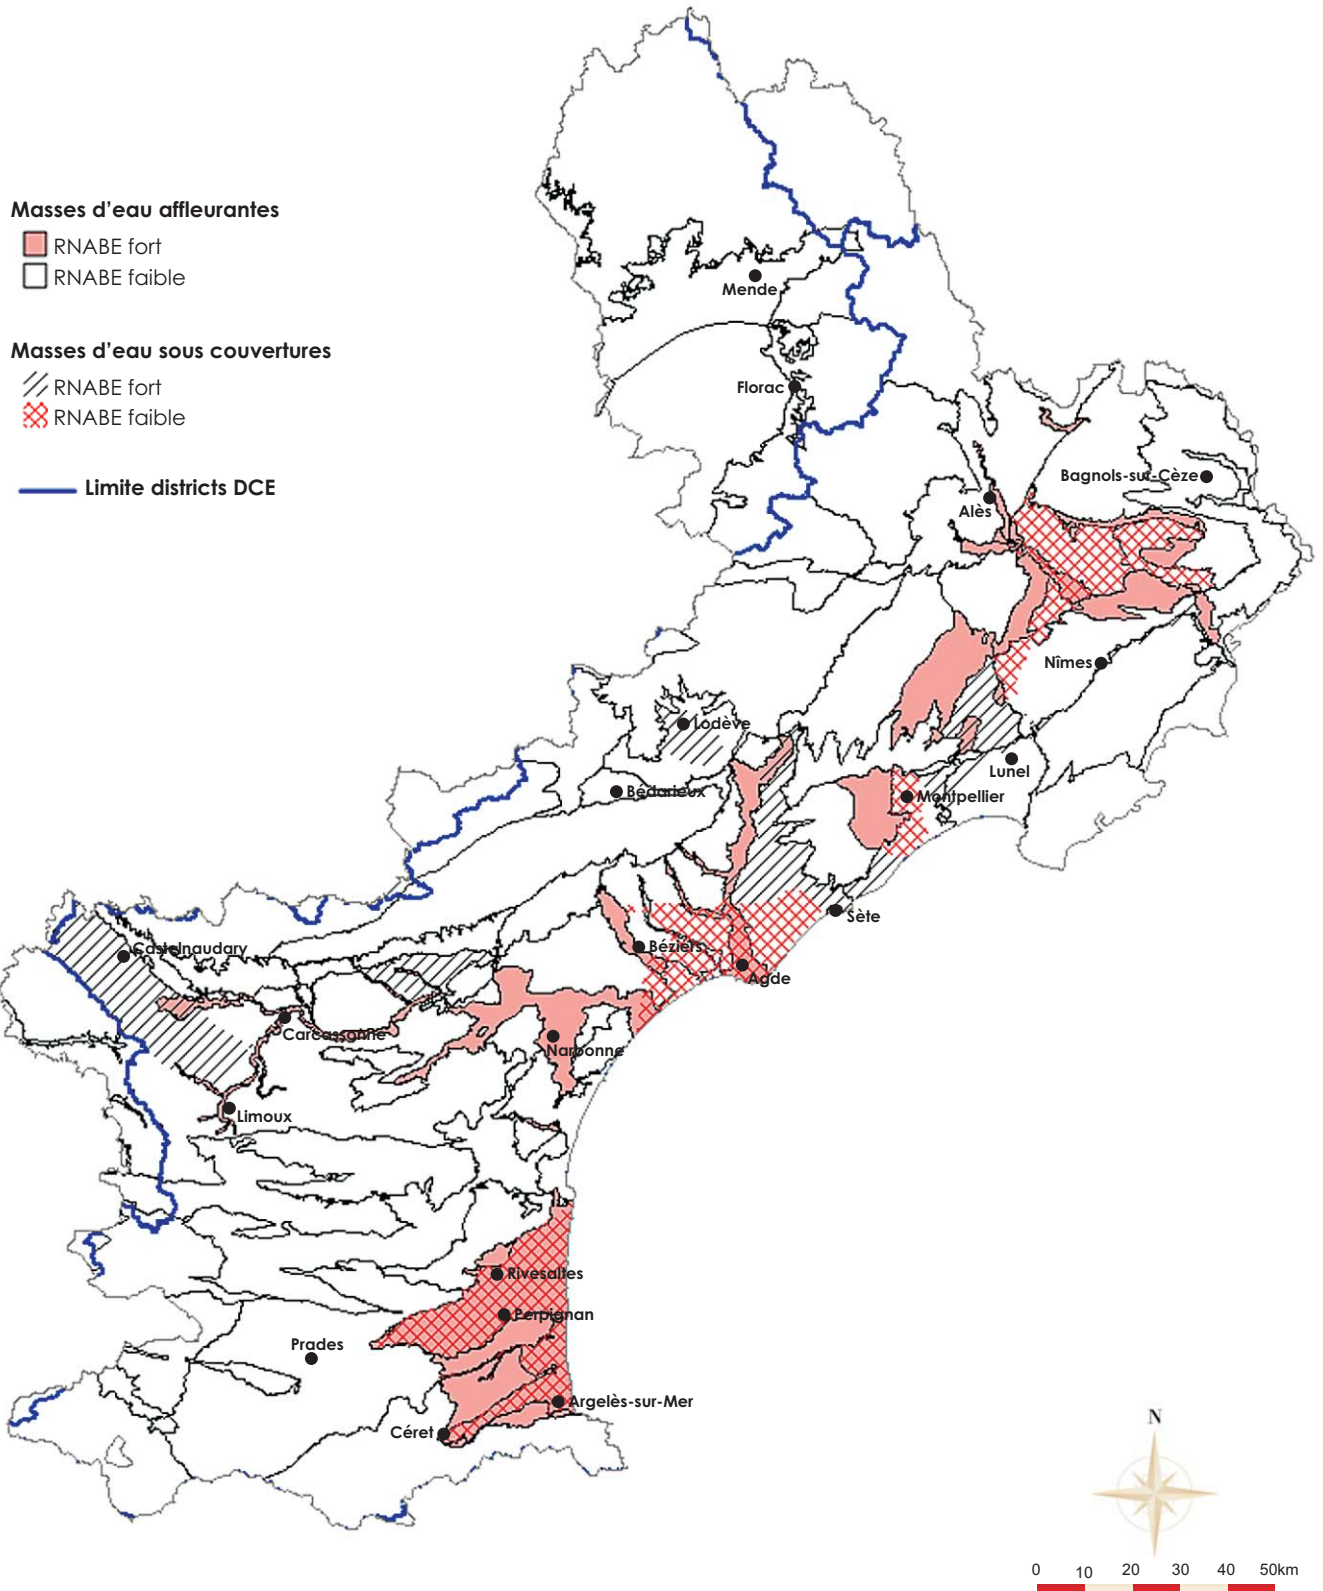 Masses d'eau affleurantes
RNABE fort
RNABE faible
Masses d'eau sous couvertures
RNABE fort
RNABE faible
Limite districts DCE
Mende
Florac
Bagnols-sur-Cèze
Alès
Nîmes
Lodève
Lunel
Bédarieux
Montpellier
Sète
Castelnaudary
Béziers
Agde
Carcassonne
Narbonne
Limoux
Rivesaltes
Perpignan
Prades
Argelès-sur-Mer
Céret
N
0 10 20 30 40 50km